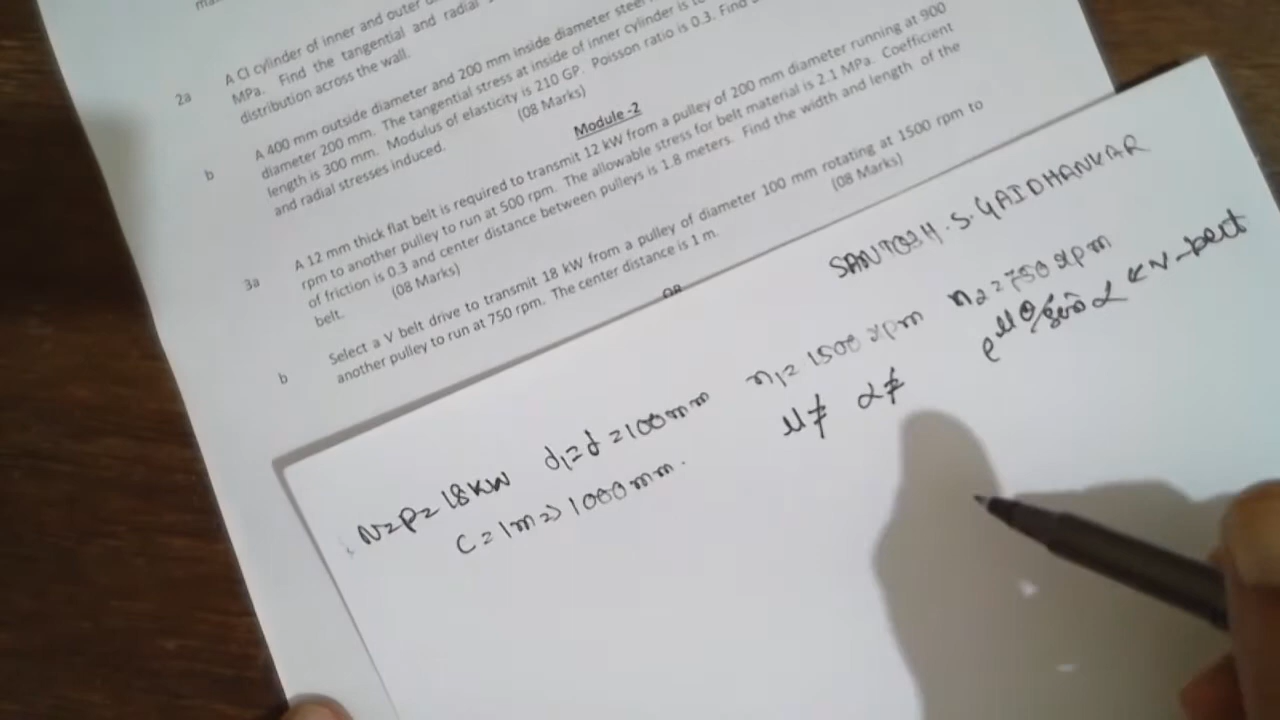 2a
A CI cylinder of inner and outer
MPa. Find the tangential and radial
distribution across the wall.
b
A 400 mm outside diameter and 200 mm inside diameter steel
diameter 200 mm. The tangential stress at inside of inner cylinder is
length is 300 mm. Modulus of elasticity is 210 GP. Poisson ratio is 0.3. Find
and radial stresses induced.
(08 Marks)
Module -2
3a
A 12 mm thick flat belt is required to transmit 12 kW from a pulley of 200 mm diameter running at 900
rpm to another pulley to run at 500 rpm. The allowable stress for belt material is 2.1 MPa. Coefficient
of friction is 0.3 and center distance between pulleys is 1.8 meters. Find the width and length of the
belt.
(08 Marks)
b
Select a V belt drive to transmit 18 kW from a pulley of diameter 100 mm rotating at 1500 rpm to
another pulley to run at 750 rpm. The center distance is 1 m.
(08 Marks)
OR
SANTOSH.S.GAIDHANKAR
N=P=18KW d₁=d=100mm n₁=1500 rpm n₂=750 rpm
C=1m⇒1000mm. μ≠ α≠ e^μθ/sinα < V-belt